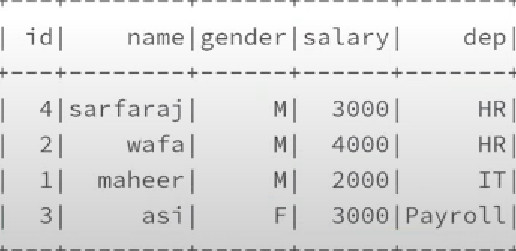 +---+--------+------+------+-------+
| id|    name|gender|salary|    dep|
+---+--------+------+------+-------+
|  4|sarfaraj|     M|  3000|     HR|
|  2|    wafa|     M|  4000|     HR|
|  1|  maheer|     M|  2000|     IT|
|  3|     asi|     F|  3000|Payroll|
+---+--------+------+------+-------+